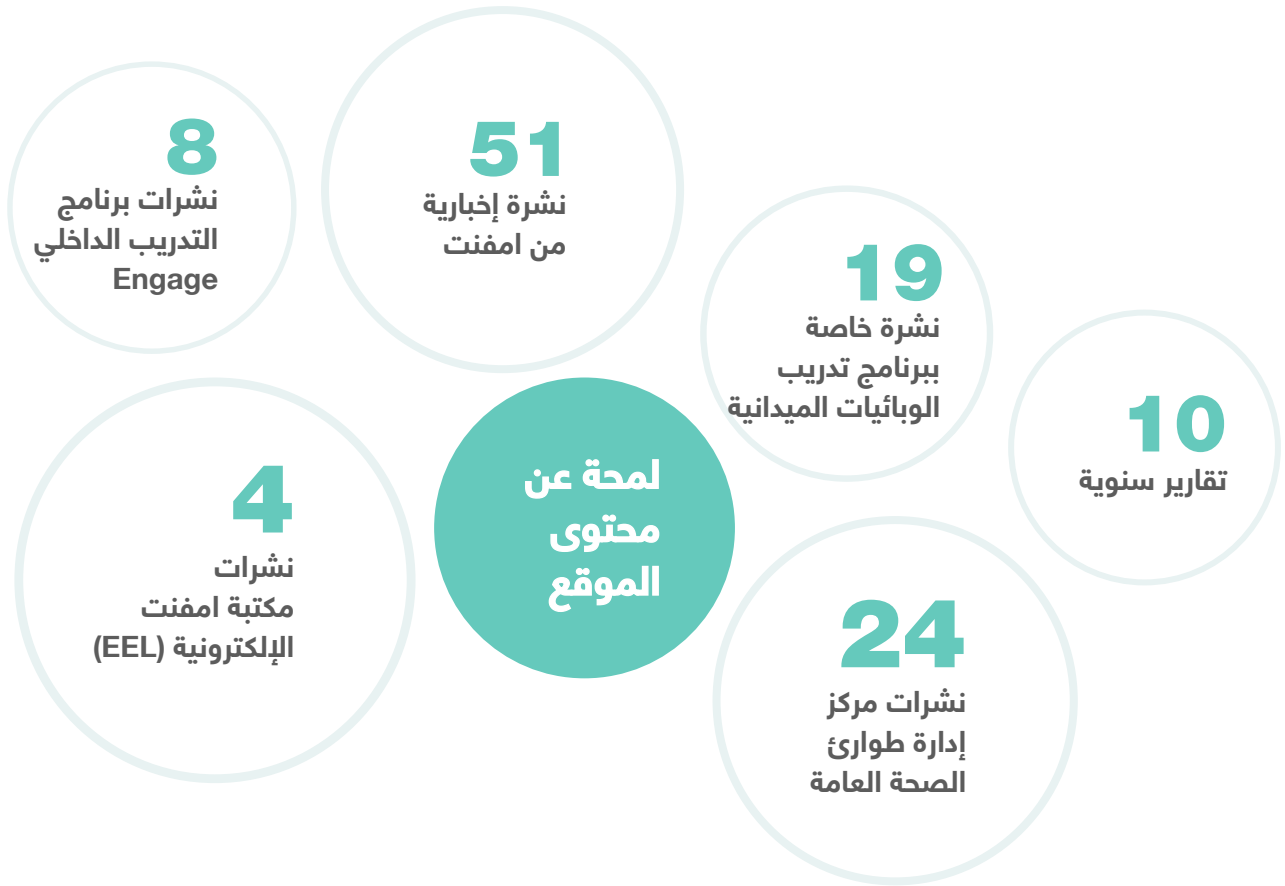 8
نشرات برنامج
التدريب الداخلي
Engage
51
نشرة إخبارية
من امفنت
19
نشرة خاصة
ببرنامج تدريب
الوبائيات الميدانية
10
تقارير سنوية
لمحة عن
محتوى
الموقع
4
نشرات
مكتبة امفنت
الإلكترونية (EEL)
24
نشرات مركز
إدارة طوارئ
الصحة العامة